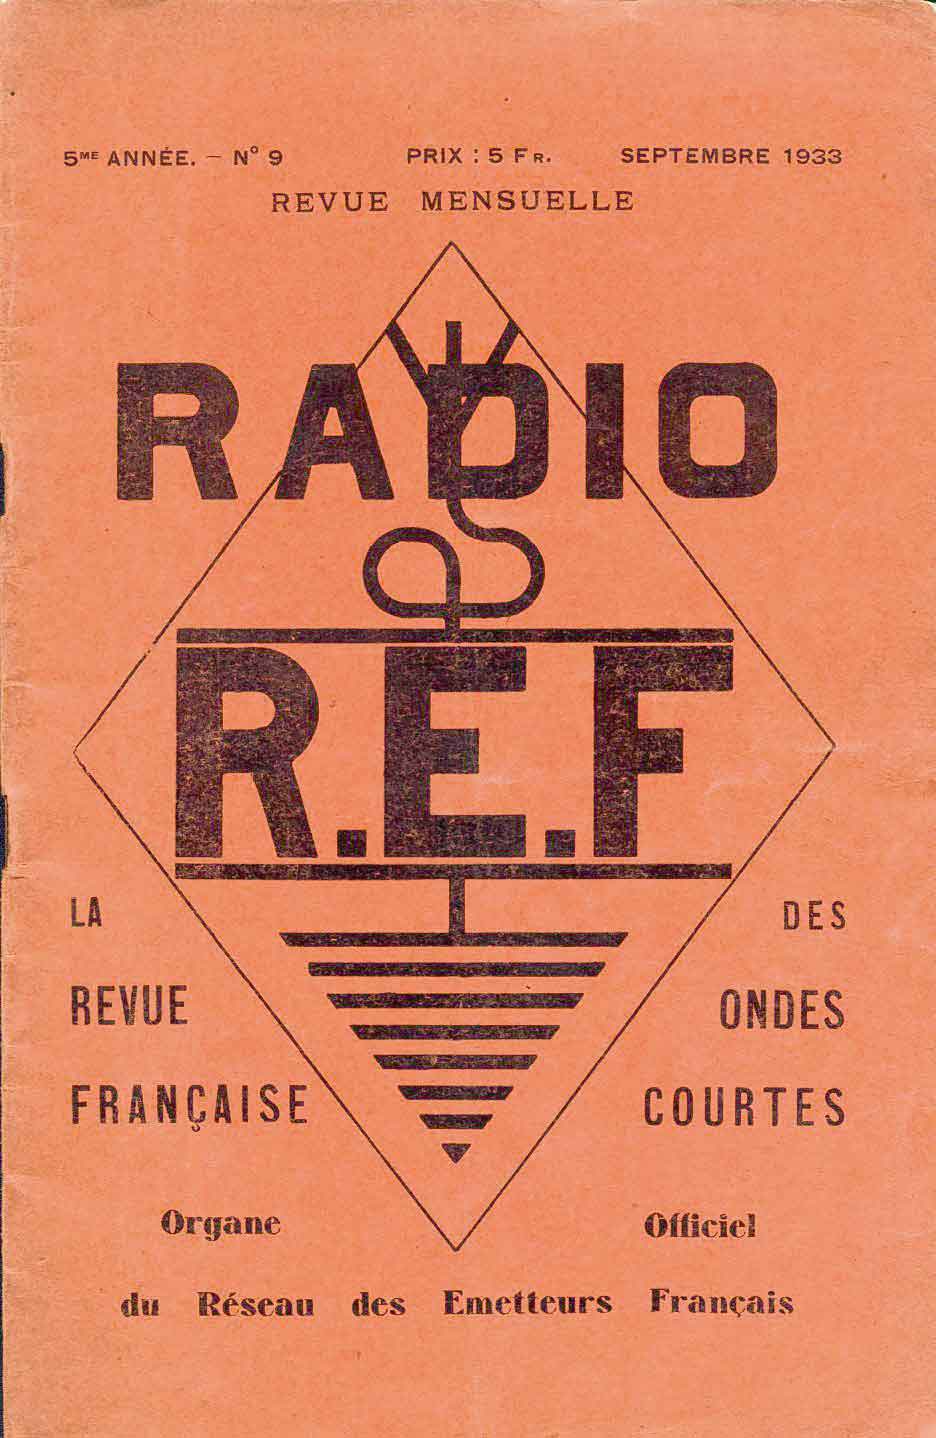 5ME ANNÉE. — N° 9 PRIX : 5 FR. SEPTEMBRE 1933
REVUE MENSUELLE
RADIO
R.E.F
LA DES
REVUE ONDES
FRANÇAISE COURTES
Organe Officiel
du Réseau des Emetteurs Français